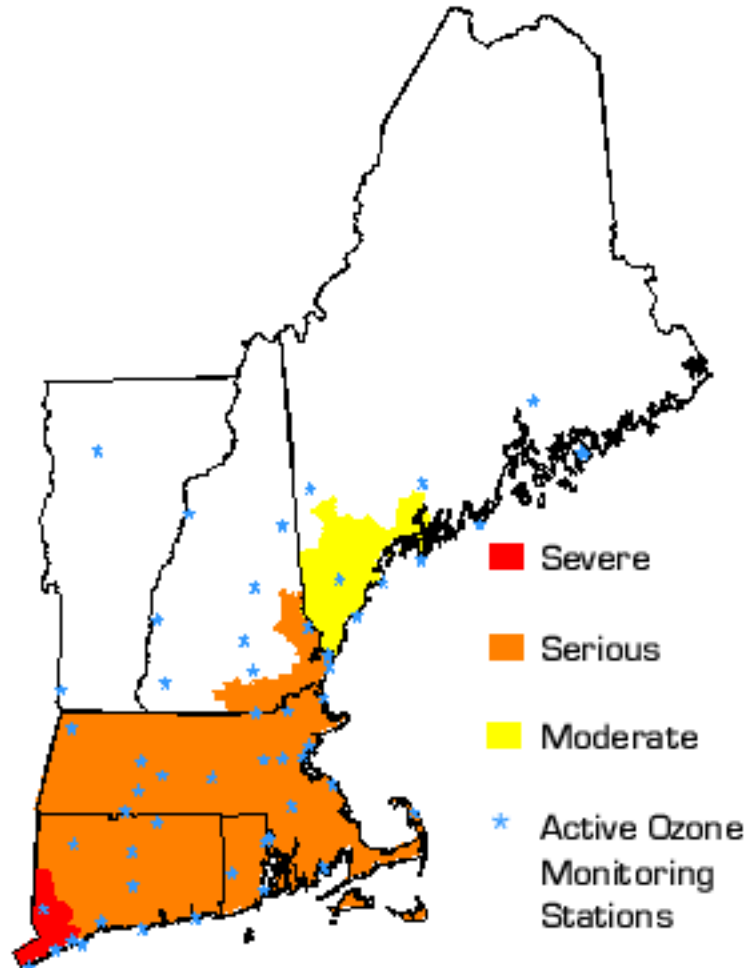 Severe
Serious
Moderate
Active Ozone
Monitoring
Stations